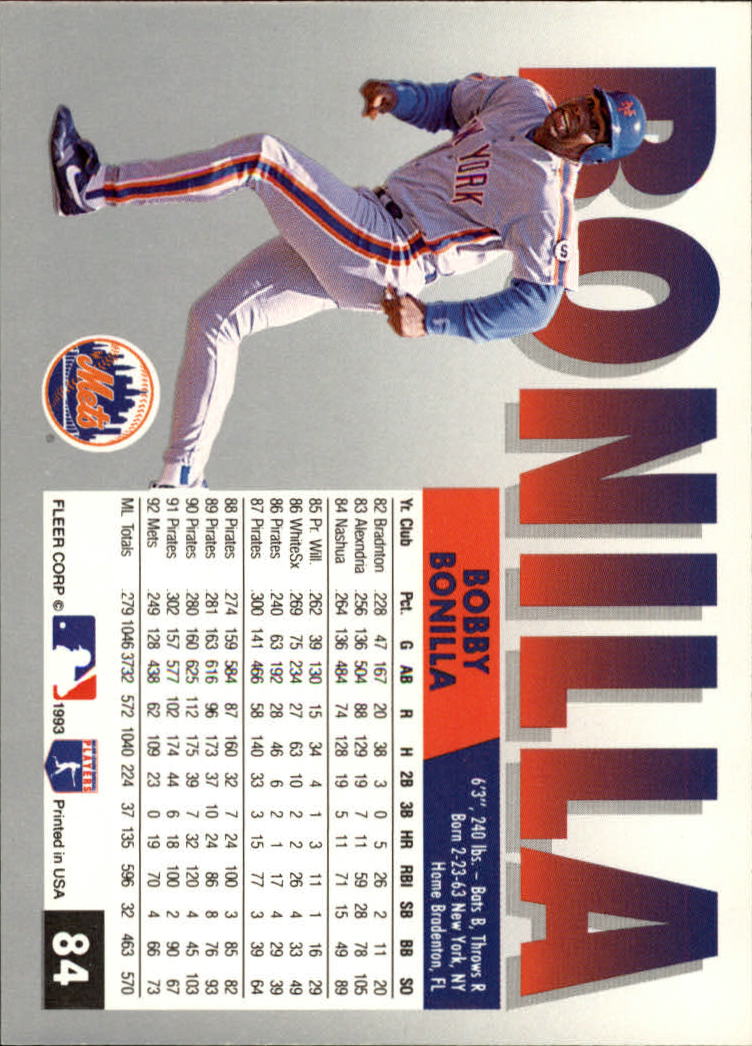 BONILLA
NEW YORK
S
Mets
®
BOBBY
BONILLA
6'3", 240 lbs. – Bats B, Throws R
Born 2-23-63 New York, NY
Home Bradenton, FL
Yr. Club Pct. G AB R H 2B 3B HR RBI SB BB SO
82 Bradnton .228 47 167 20 38 3 0 5 26 2 11 20
83 Alexndria .256 136 504 88 129 19 7 11 59 28 78 105
84 Nashua .264 136 484 74 128 19 5 11 71 15 49 89
85 Pr. Will. .262 39 130 15 34 4 1 3 11 1 16 29
86 WhiteSx .269 75 234 27 63 10 2 2 26 4 33 49
86 Pirates .240 63 192 28 46 6 2 1 17 4 29 39
87 Pirates .300 141 466 58 140 33 3 15 77 3 39 64
88 Pirates .274 159 584 87 160 32 7 24 100 3 85 82
89 Pirates .281 163 616 96 173 37 10 24 86 8 76 93
90 Pirates .280 160 625 112 175 39 7 32 120 4 45 103
91 Pirates .302 157 577 102 174 44 6 18 100 2 90 67
92 Mets .249 128 438 62 109 23 0 19 70 4 66 73
ML Totals .279 1046 3732 572 1040 224 37 135 596 32 463 570
FLEER CORP © 1993 PLAYERS Printed in USA 84